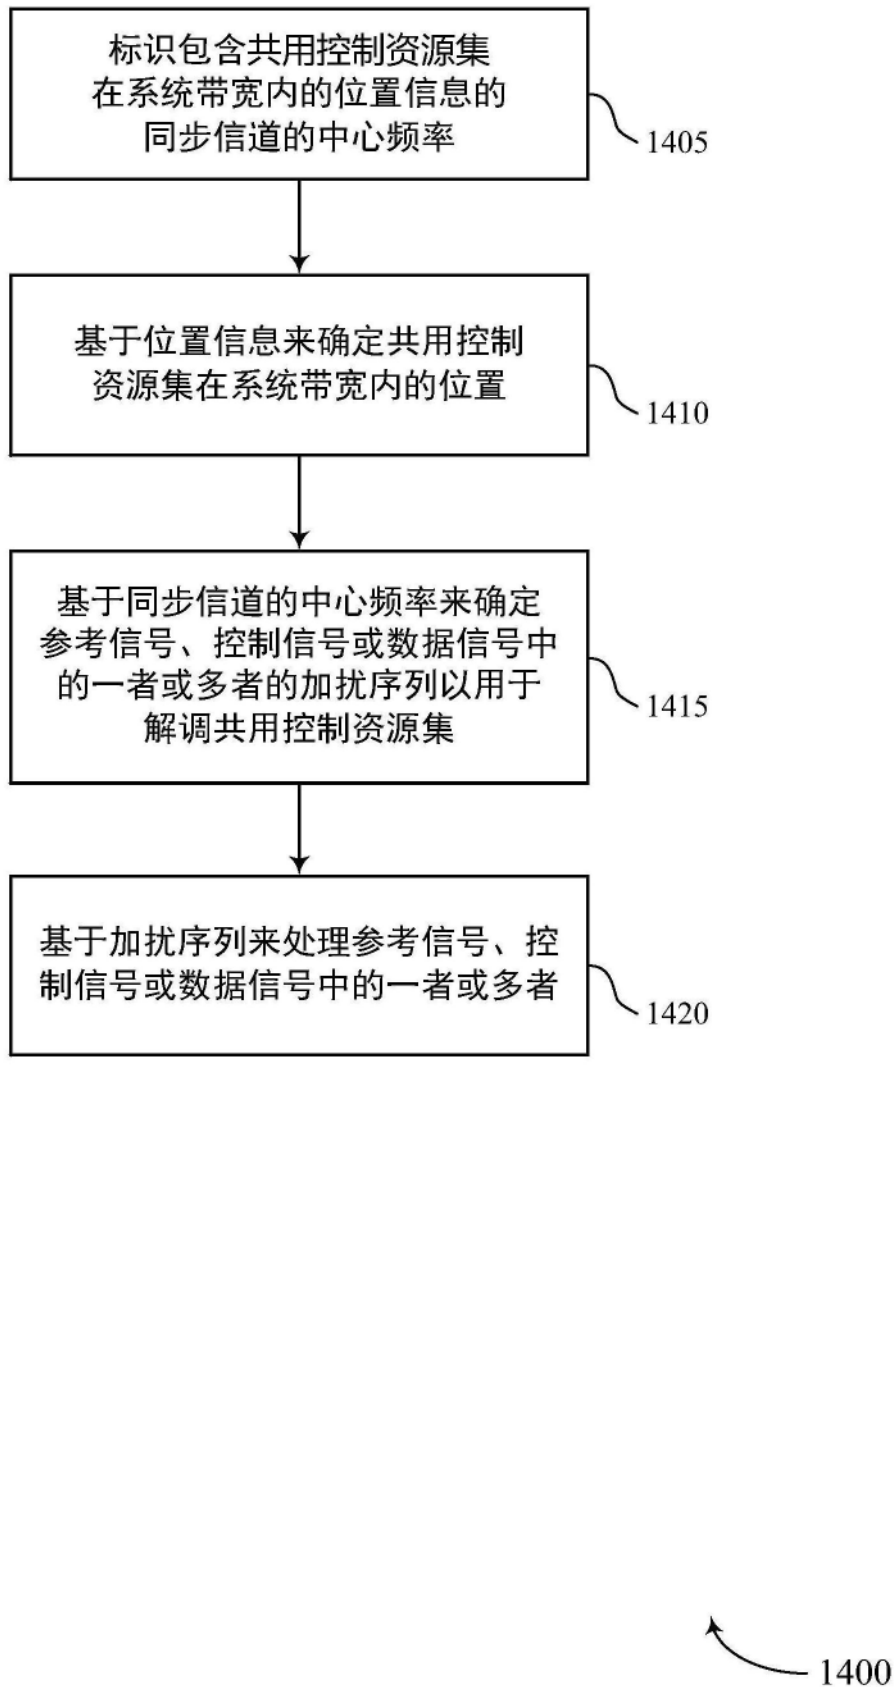 标识包含共用控制资源集
在系统带宽内的位置信息的
同步信道的中心频率
1405
基于位置信息来确定共用控制
资源集在系统带宽内的位置
1410
基于同步信道的中心频率来确定
参考信号、控制信号或数据信号中
的一者或多者的加扰序列以用于
解调共用控制资源集
1415
基于加扰序列来处理参考信号、控
制信号或数据信号中的一者或多者
1420
1400